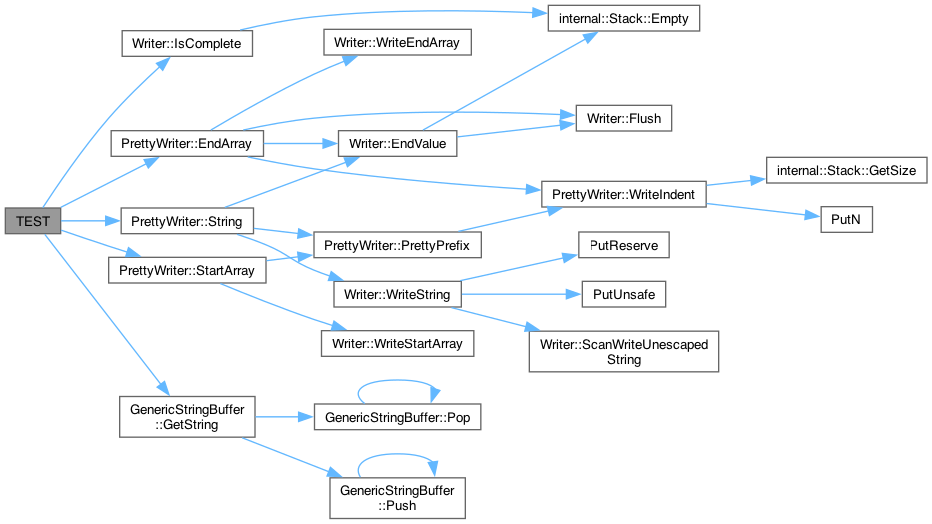 internal::Stack::Empty
Writer::IsComplete
Writer::WriteEndArray
Writer::Flush
PrettyWriter::EndArray
Writer::EndValue
internal::Stack::GetSize
PrettyWriter::WriteIndent
TEST
PrettyWriter::String
PutN
PrettyWriter::PrettyPrefix
PutReserve
PrettyWriter::StartArray
Writer::WriteString
PutUnsafe
Writer::WriteStartArray
Writer::ScanWriteUnescaped
String
GenericStringBuffer
::GetString
GenericStringBuffer::Pop
GenericStringBuffer
::Push